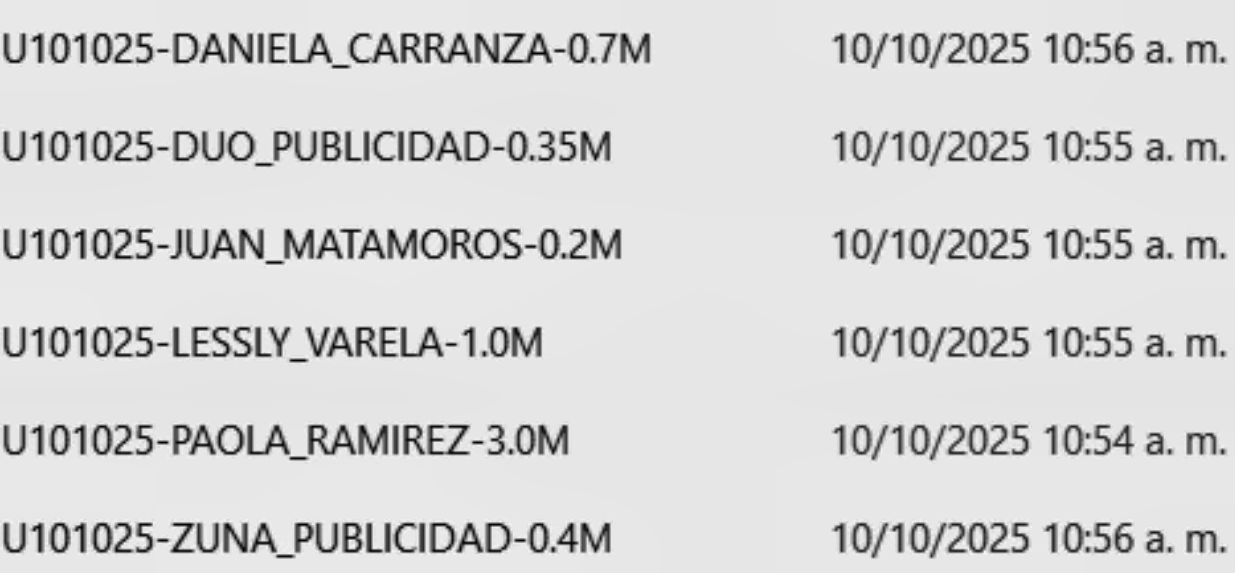 U101025-DANIELA_CARRANZA-0.7M 10/10/2025 10:56 a. m.
U101025-DUO_PUBLICIDAD-0.35M 10/10/2025 10:55 a. m.
U101025-JUAN_MATAMOROS-0.2M 10/10/2025 10:55 a. m.
U101025-LESSLY_VARELA-1.0M 10/10/2025 10:55 a. m.
U101025-PAOLA_RAMIREZ-3.0M 10/10/2025 10:54 a. m.
U101025-ZUNA_PUBLICIDAD-0.4M 10/10/2025 10:56 a. m.